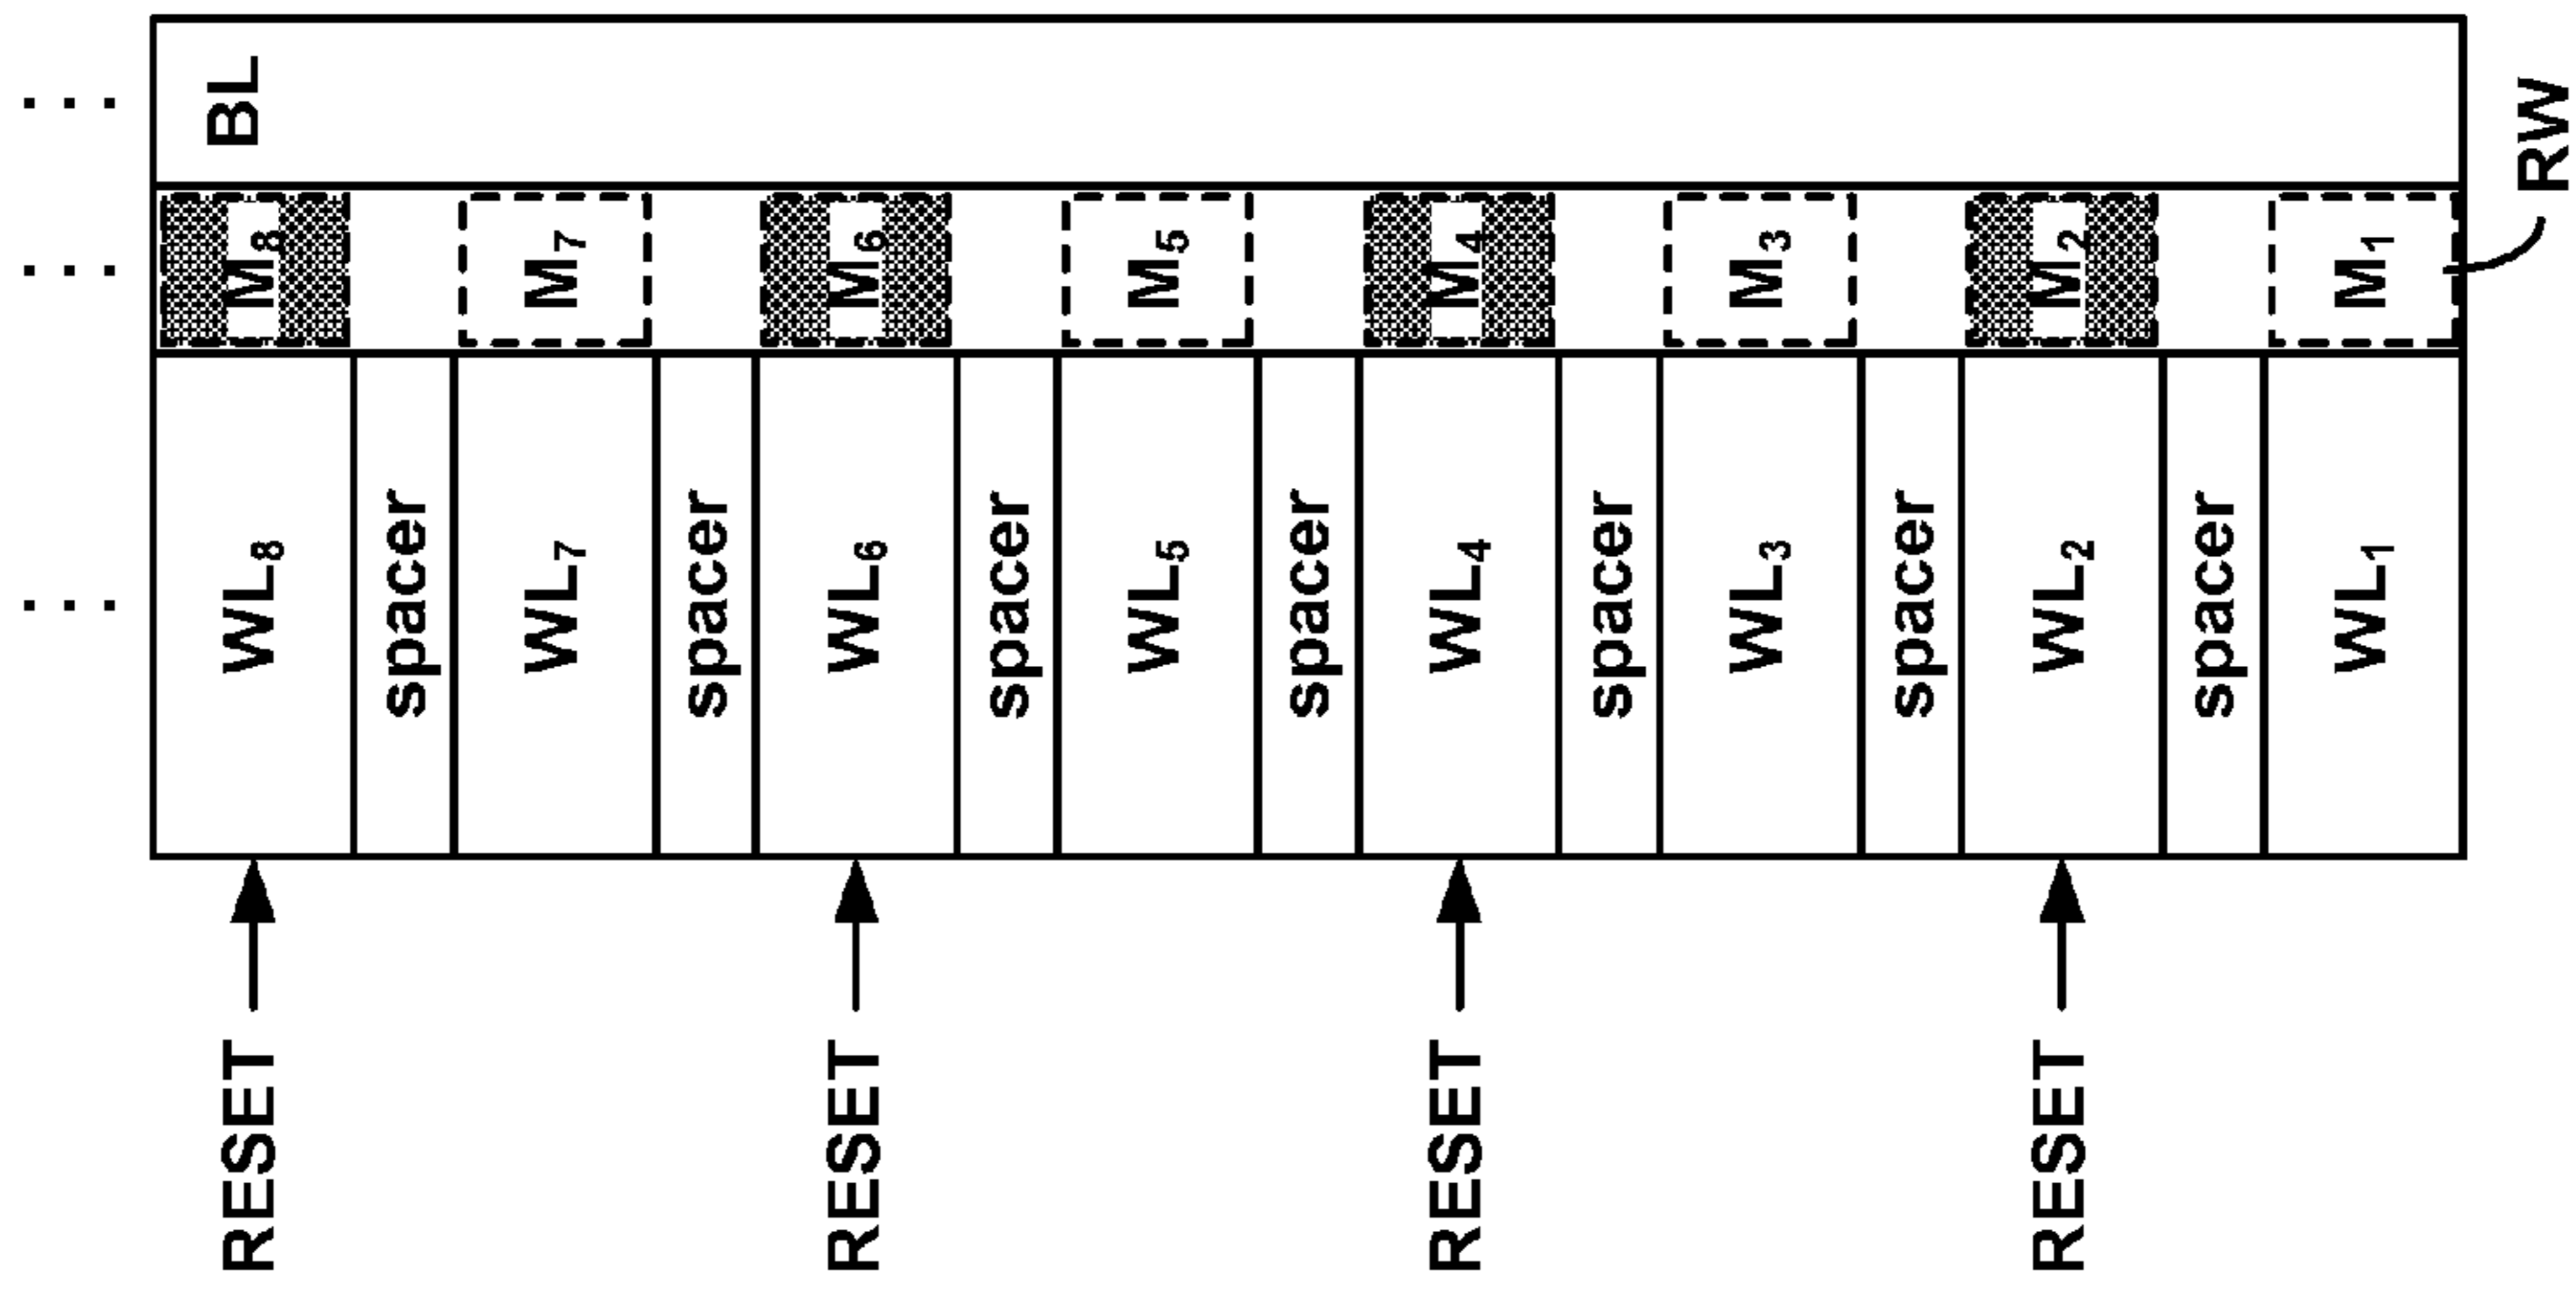 RESET WL₈ M₈ BL
spacer
WL₇ M₇
spacer
RESET WL₆ M₆
spacer
WL₅ M₅
spacer
RESET WL₄ M₄
spacer
WL₃ M₃
spacer
RESET WL₂ M₂
spacer
WL₁ M₁
RW